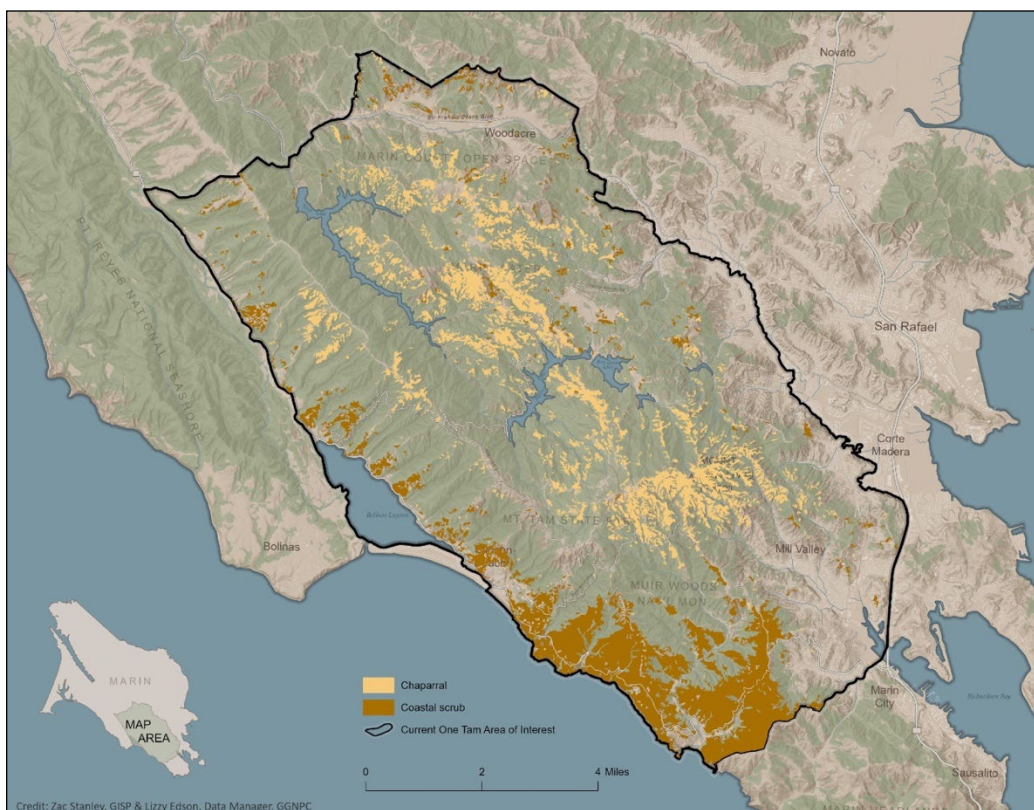 Novato
Woodacre
MARIN COUNTY OPEN SPACE
PT. REYES NATIONAL SEASHORE
San Rafael
Corte
Madera
MT. TAM STATE
Bolinas Lagoon
Bolinas
Mill Valley
MUIR WOODS
NAT'L MON
MARIN
MAP
AREA
Chaparral
Coastal scrub
Current One Tam Area of Interest
Marin
City
Richardson Bay
Sausalito
0 2 4 Miles
Credit: Zac Stanley, GISP & Lizzy Edson, Data Manager, GGNPC